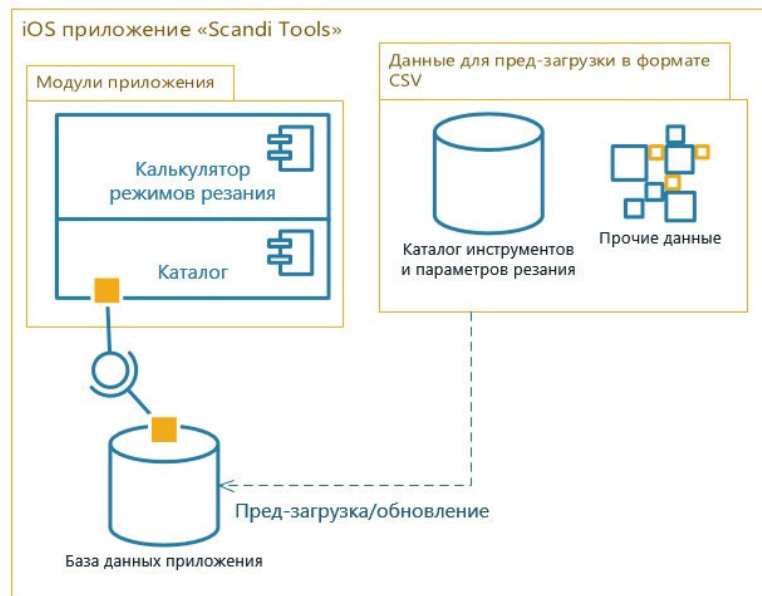 iOS приложение «Scandi Tools»
Модули приложения
Калькулятор
режимов резания
Каталог
Данные для пред-загрузки в формате
CSV
Каталог инструментов
и параметров резания
Прочие данные
Пред-загрузка/обновление
База данных приложения